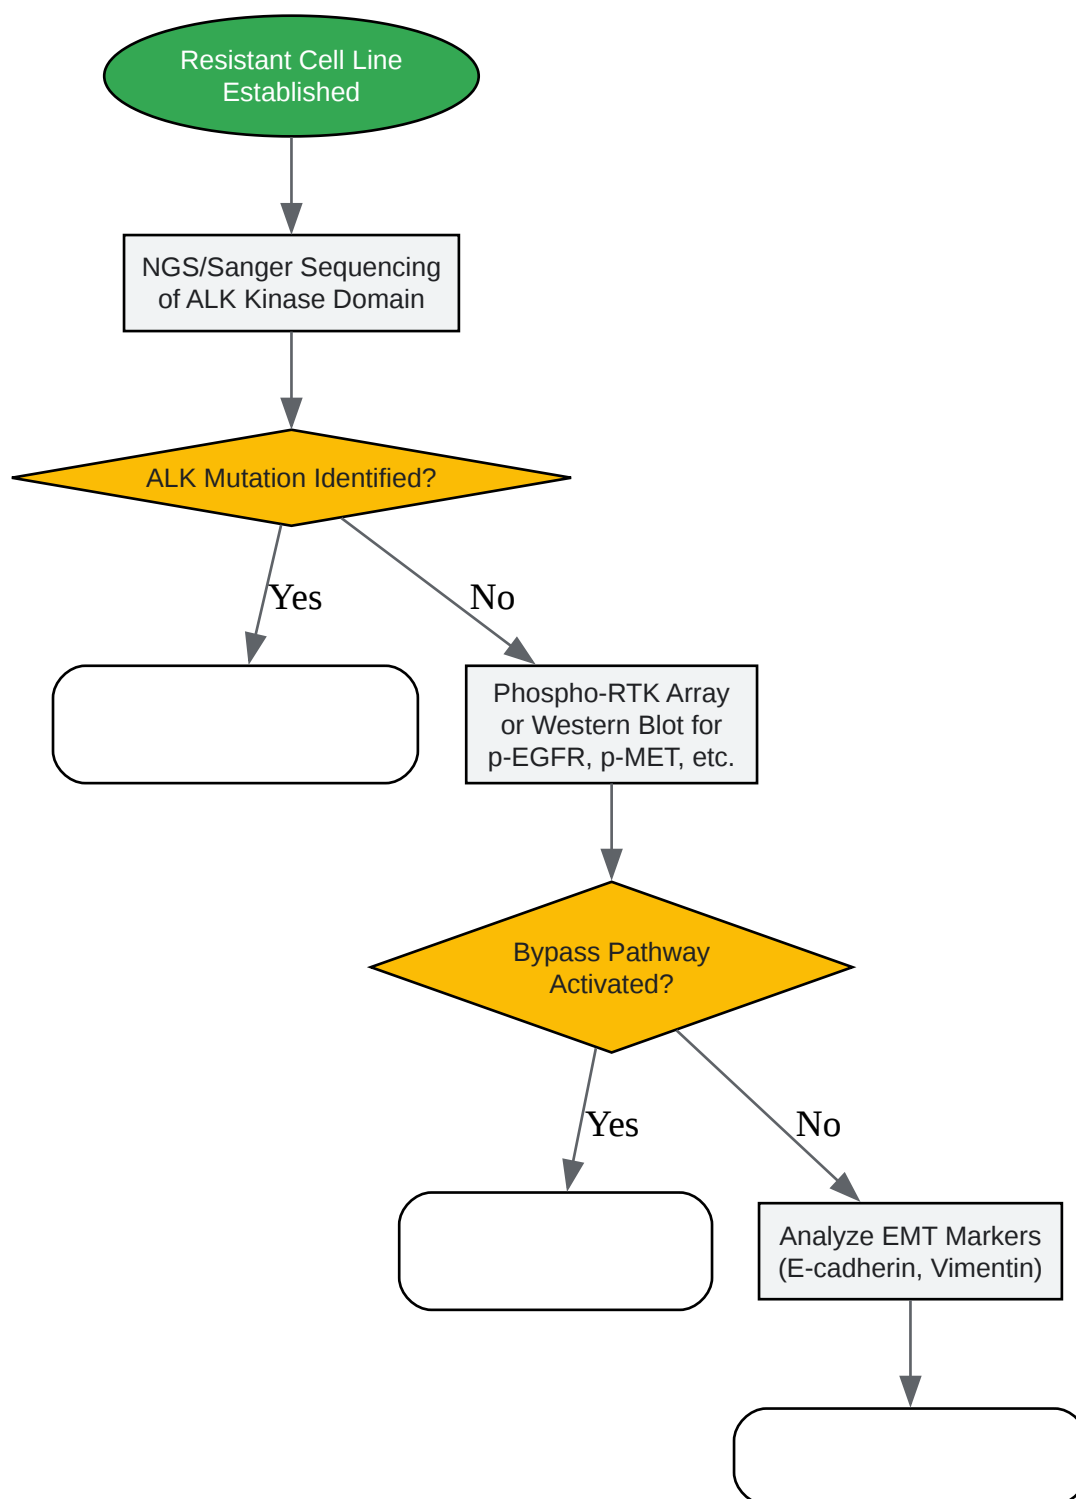 Resistant Cell Line
Established
NGS/Sanger Sequencing
of ALK Kinase Domain
ALK Mutation Identified?
Yes
No
Phospho-RTK Array
or Western Blot for
p-EGFR, p-MET, etc.
Bypass Pathway
Activated?
Yes
No
Analyze EMT Markers
(E-cadherin, Vimentin)